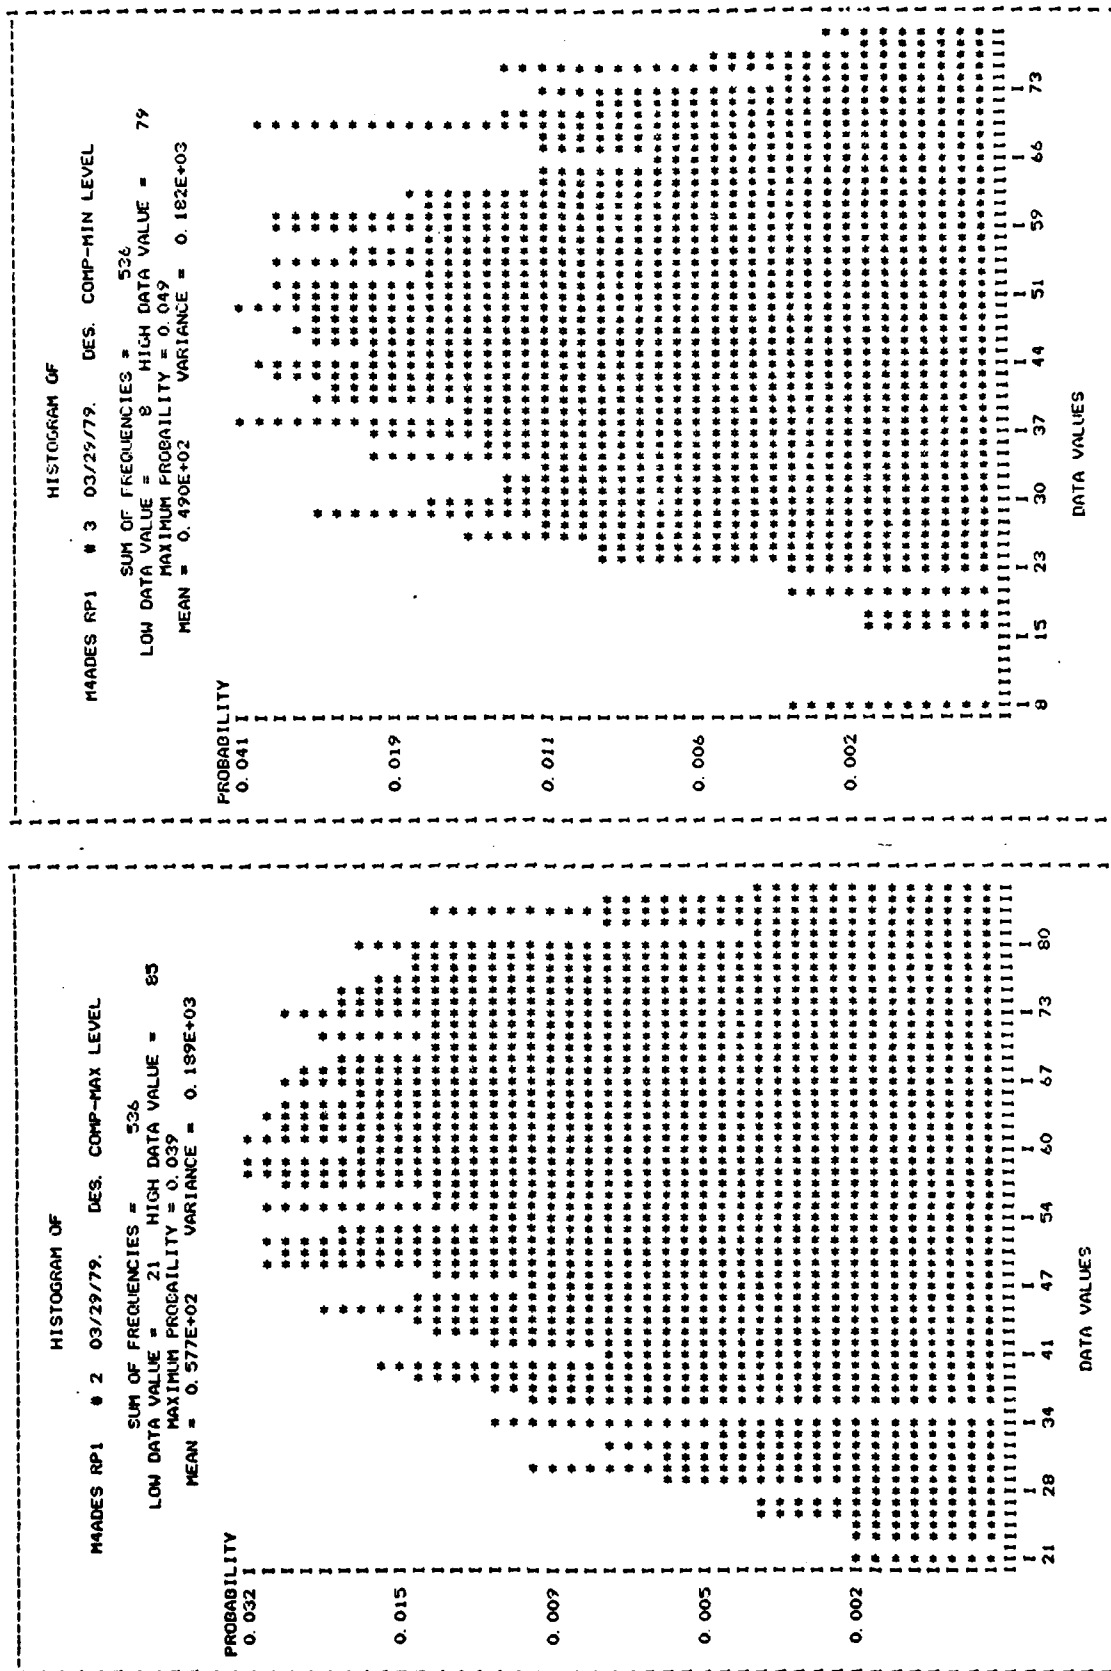 HISTOGRAM OF
M4ADES RP1 # 3 03/29/79. DES. COMP-MIN LEVEL
SUM OF FREQUENCIES = 536
LOW DATA VALUE = 8 HIGH DATA VALUE = 79
MAXIMUM PROBAILITY = 0.049
MEAN = 0.490E+02 VARIANCE = 0.182E+03
PROBABILITY
0.041
0.019
0.011
0.006
0.002
8 15 23 30 37 44 51 59 66 73
DATA VALUES
HISTOGRAM OF
M4ADES RP1 # 2 03/29/79. DES. COMP-MAX LEVEL
SUM OF FREQUENCIES = 536
LOW DATA VALUE = 21 HIGH DATA VALUE = 85
MAXIMUM PROBAILITY = 0.039
MEAN = 0.577E+02 VARIANCE = 0.189E+03
PROBABILITY
0.032
0.015
0.009
0.005
0.002
21 28 34 41 47 54 60 67 73 80
DATA VALUES